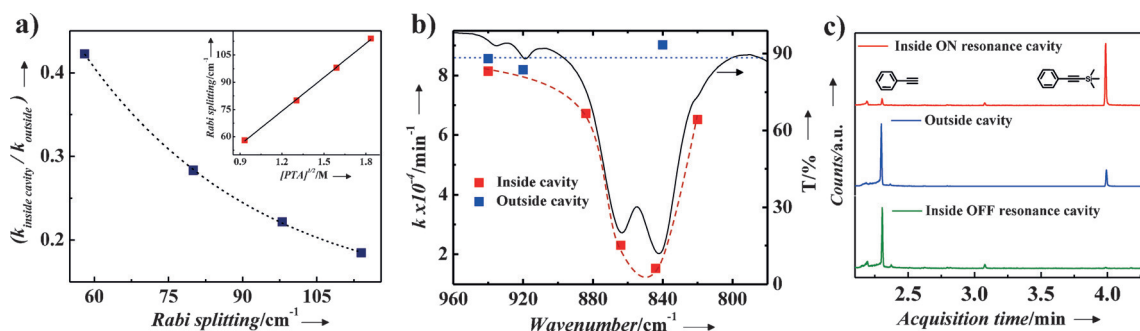 a)
(k inside cavity / k outside)
0.4
0.3
0.2
60
75
90
105
Rabi splitting/cm⁻¹
Rabi splitting/cm⁻¹
105
90
75
60
0.9
1.2
1.5
1.8
[PTA]^1/2/M
b)
k x10⁻⁴/min⁻¹
8
6
4
2
Inside cavity
Outside cavity
960
920
880
840
800
Wavenumber/cm⁻¹
90
60
30
0
T/%
c)
Counts/a.u.
Inside ON resonance cavity
Si
Outside cavity
Inside OFF resonance cavity
2.5
3.0
3.5
4.0
Acquisition time/min